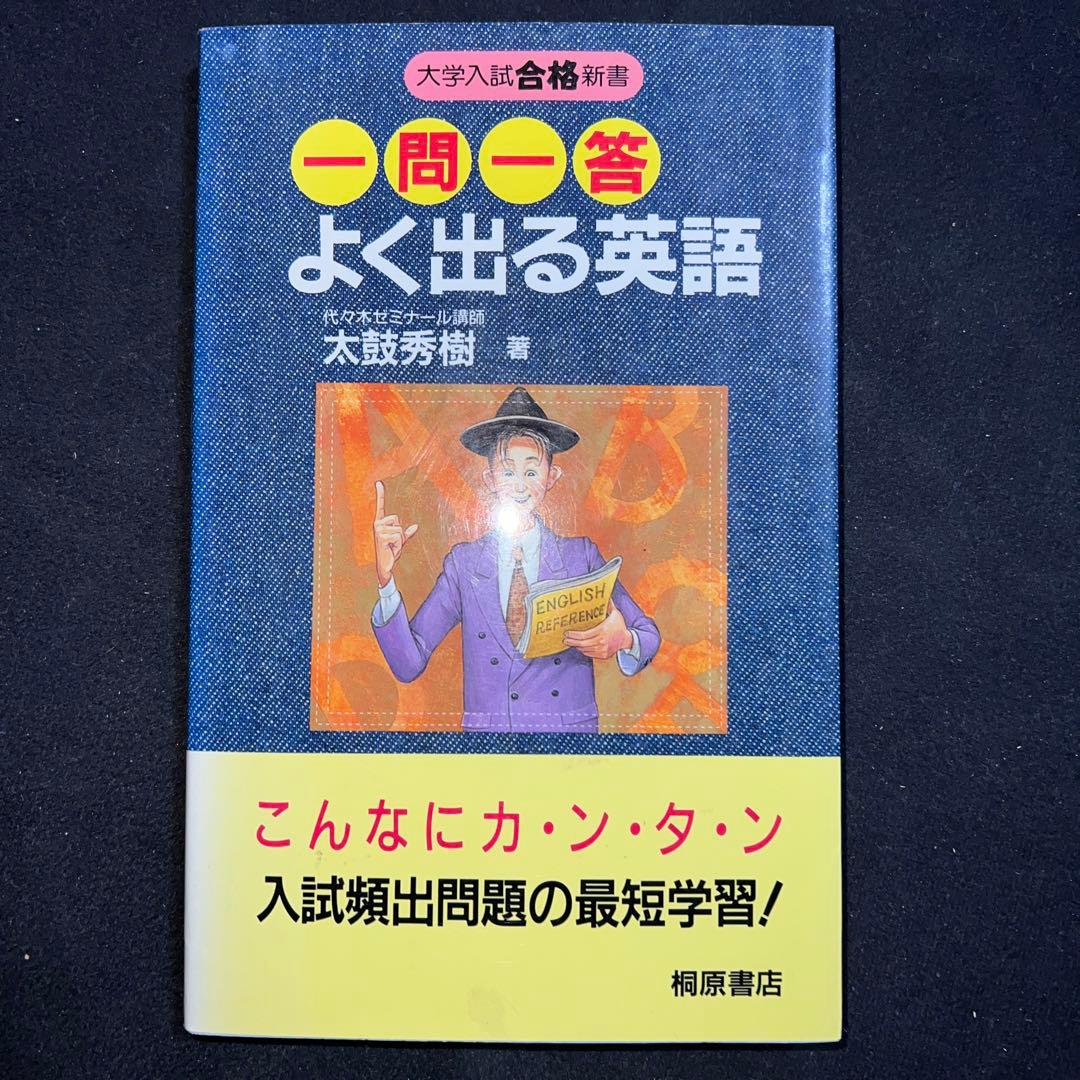 大学入試合格新書
一問一答
よく出る英語
代々木ゼミナール講師
太鼓秀樹 著
ENGLISH
REFERENCE
こんなにカ・ン・タ・ン
入試頻出問題の最短学習!
桐原書店